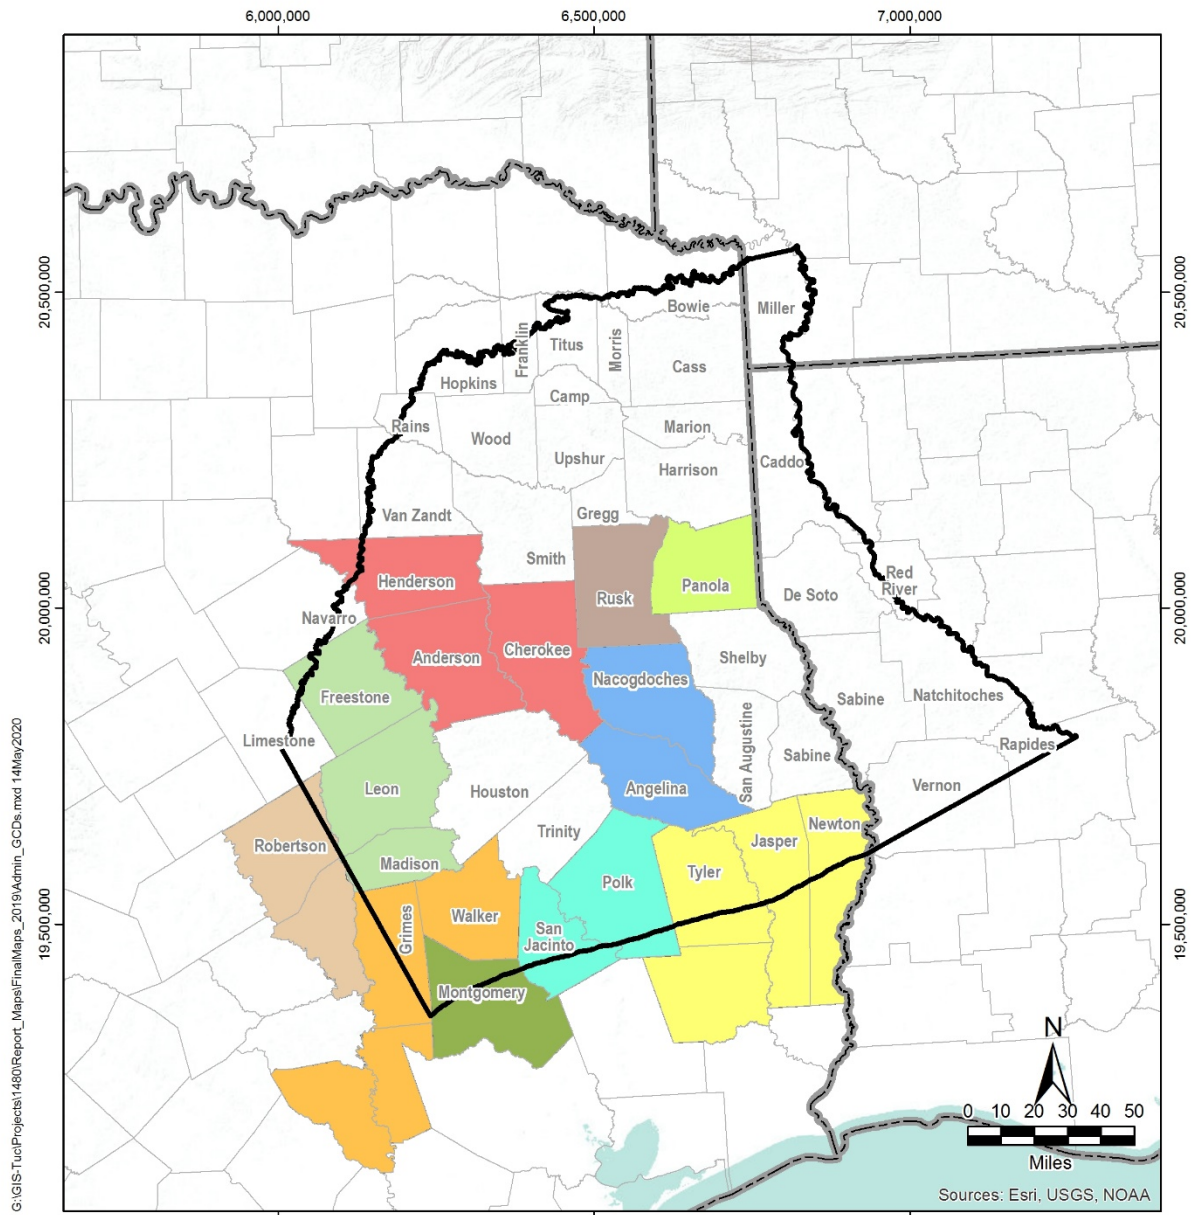 6,000,000
6,500,000
7,000,000
20,500,000
20,500,000
Bowie
Miller
Franklin
Titus
Morris
Cass
Hopkins
Camp
Rains
Marion
Wood
Upshur
Caddo
Harrison
Van Zandt
Gregg
Smith
Henderson
Rusk
Panola
Red
River
De Soto
20,000,000
20,000,000
Navarro
Cherokee
Anderson
Shelby
Nacogdoches
Freestone
Sabine
Natchitoches
Limestone
San Augustine
Sabine
Rapides
Leon
Houston
Angelina
Vernon
Trinity
Newton
Robertson
Jasper
Madison
Tyler
Polk
Grimes
Walker
San
Jacinto
19,500,000
19,500,000
Montgomery
N
0 10 20 30 40 50
Miles
Sources: Esri, USGS, NOAA
G:\GIS-Tuc\Projects\1480\Report_Maps\FinalMaps_2019\Admin_GCDs.mxd 14May2020